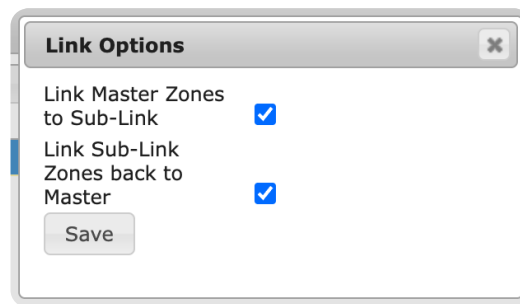 Link Options
Link Master Zones
to Sub-Link
Link Sub-Link
Zones back to
Master
Save